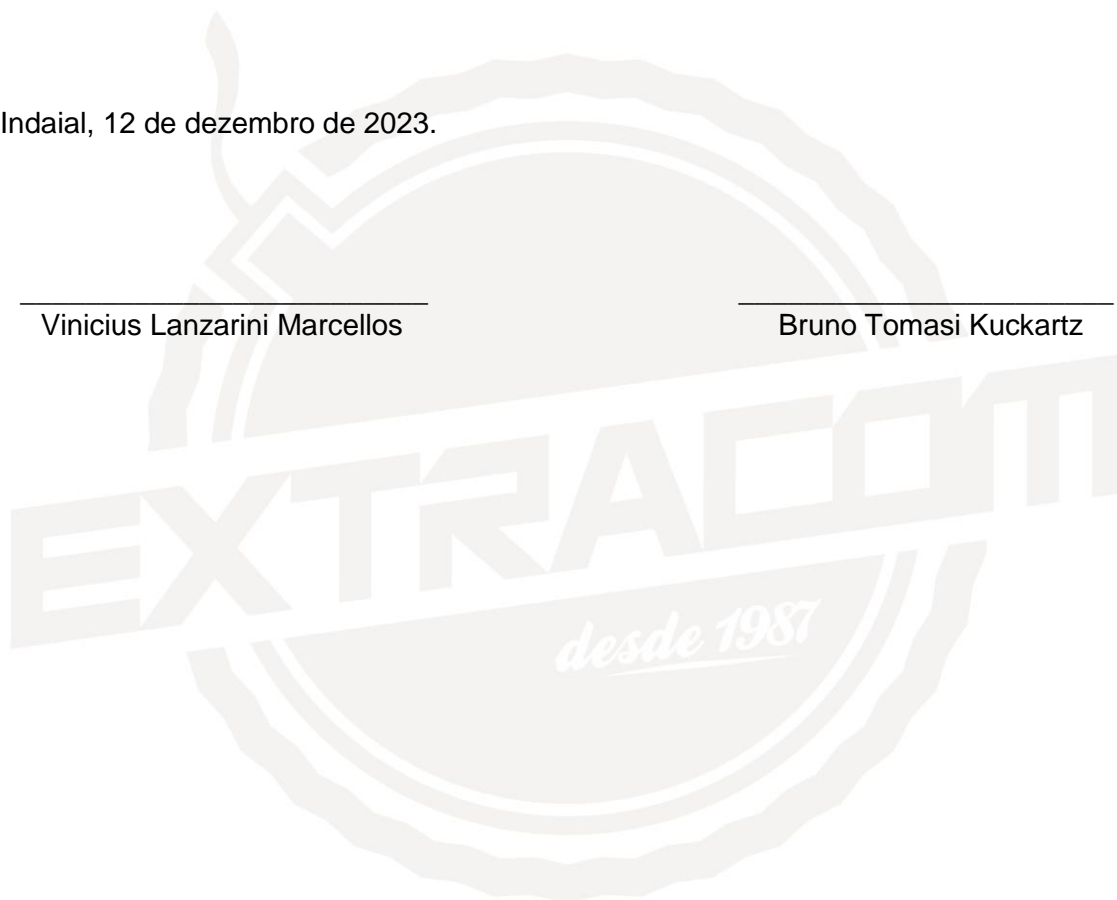 Indaial, 12 de dezembro de 2023.
Vinicius Lanzarini Marcellos
Bruno Tomasi Kuckartz
EXTRACOM
desde 1987